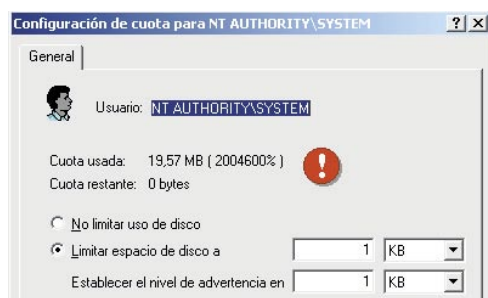 Configuración de cuota para NT AUTHORITY\SYSTEM
General
Usuario: NT AUTHORITY\SYSTEM
Cuota usada: 19,57 MB ( 2004600% )
Cuota restante: 0 bytes
No limitar uso de disco
Limitar espacio de disco a 1 KB
Establecer el nivel de advertencia en 1 KB